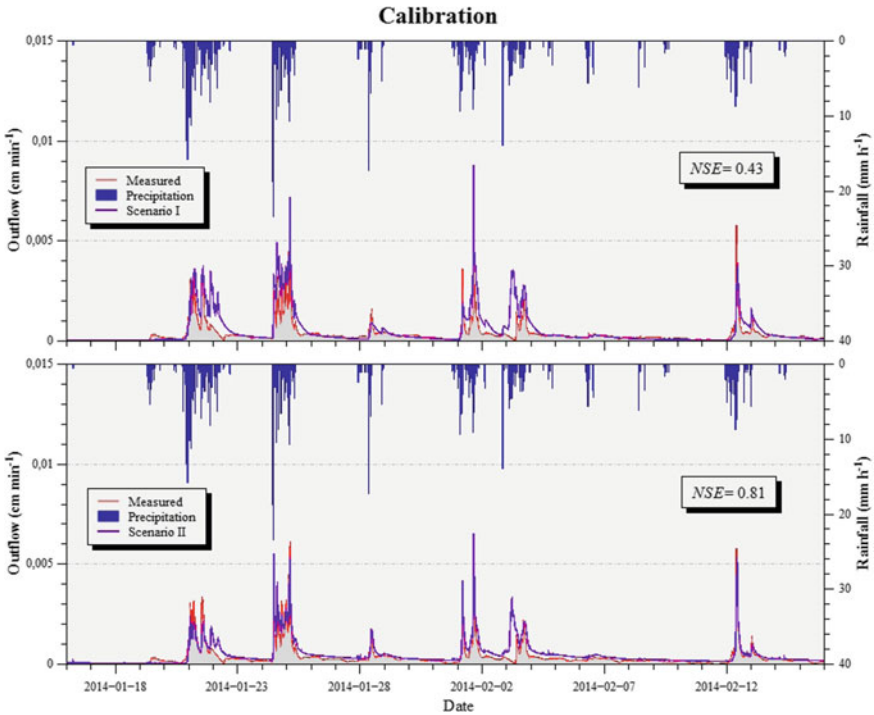 Calibration
0,015
0,01
0,005
0
Outflow (cm min⁻¹)
0
10
20
30
40
Rainfall (mm h⁻¹)
Measured
Precipitation
Scenario I
NSE= 0.43
0,015
0,01
0,005
0
Outflow (cm min⁻¹)
0
10
20
30
40
Rainfall (mm h⁻¹)
Measured
Precipitation
Scenario II
NSE= 0.81
2014−01−18 2014−01−23 2014−01−28 2014−02−02 2014−02−07 2014−02−12
Date